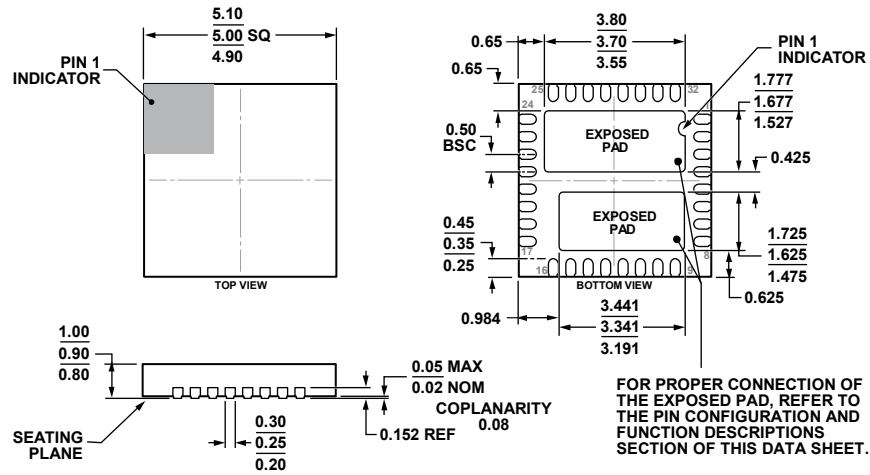 5.10
5.00 SQ
4.90
PIN 1
INDICATOR
TOP VIEW
0.65
3.80
3.70
3.55
PIN 1
INDICATOR
0.65
25
32
24
1.777
1.677
1.527
0.50
BSC
EXPOSED
PAD
0.425
EXPOSED
PAD
0.45
0.35
0.25
1.725
1.625
1.475
17
8
16
9
BOTTOM VIEW
0.625
0.984
3.441
3.341
3.191
1.00
0.90
0.80
0.05 MAX
0.02 NOM
COPLANARITY
0.08
0.152 REF
SEATING
PLANE
0.30
0.25
0.20
FOR PROPER CONNECTION OF
THE EXPOSED PAD, REFER TO
THE PIN CONFIGURATION AND
FUNCTION DESCRIPTIONS
SECTION OF THIS DATA SHEET.